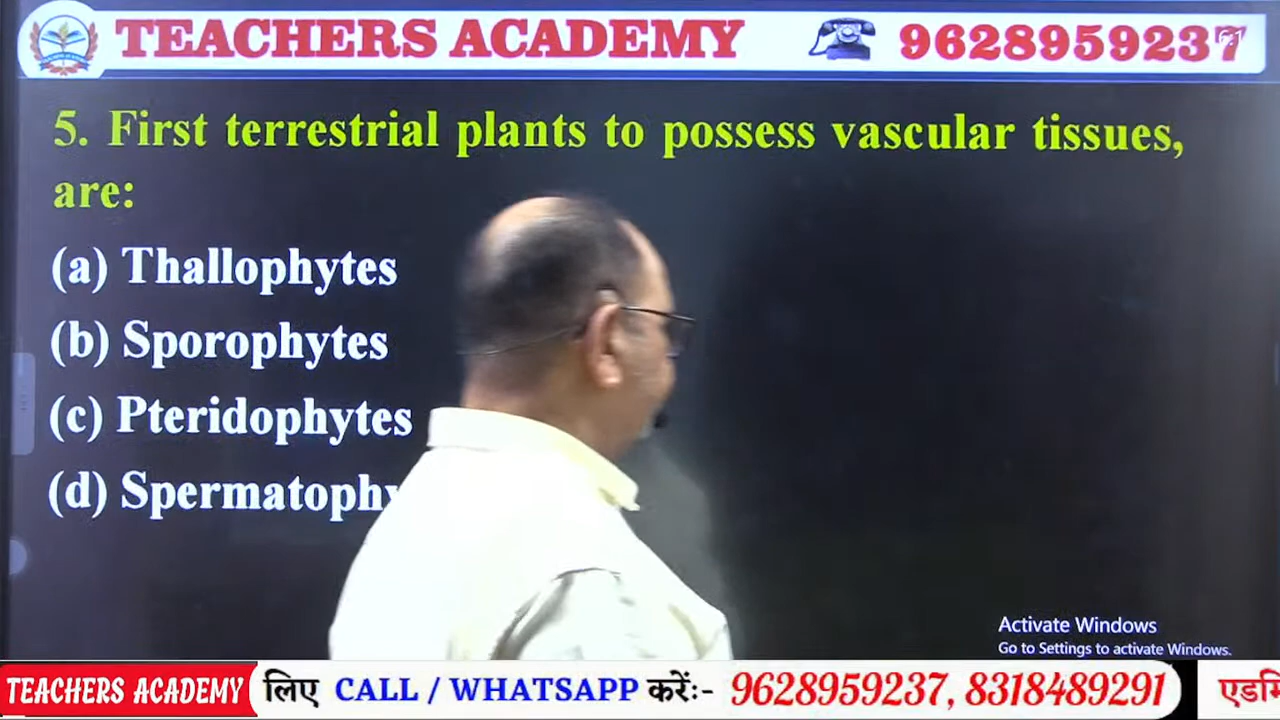 TEACHERS ACADEMY 9628959237
5. First terrestrial plants to possess vascular tissues,
are:
(a) Thallophytes
(b) Sporophytes
(c) Pteridophytes
(d) Spermatophy
Activate Windows
Go to Settings to activate Windows.
TEACHERS ACADEMY लिए CALL / WHATSAPP करेंः- 9628959237, 8318489291